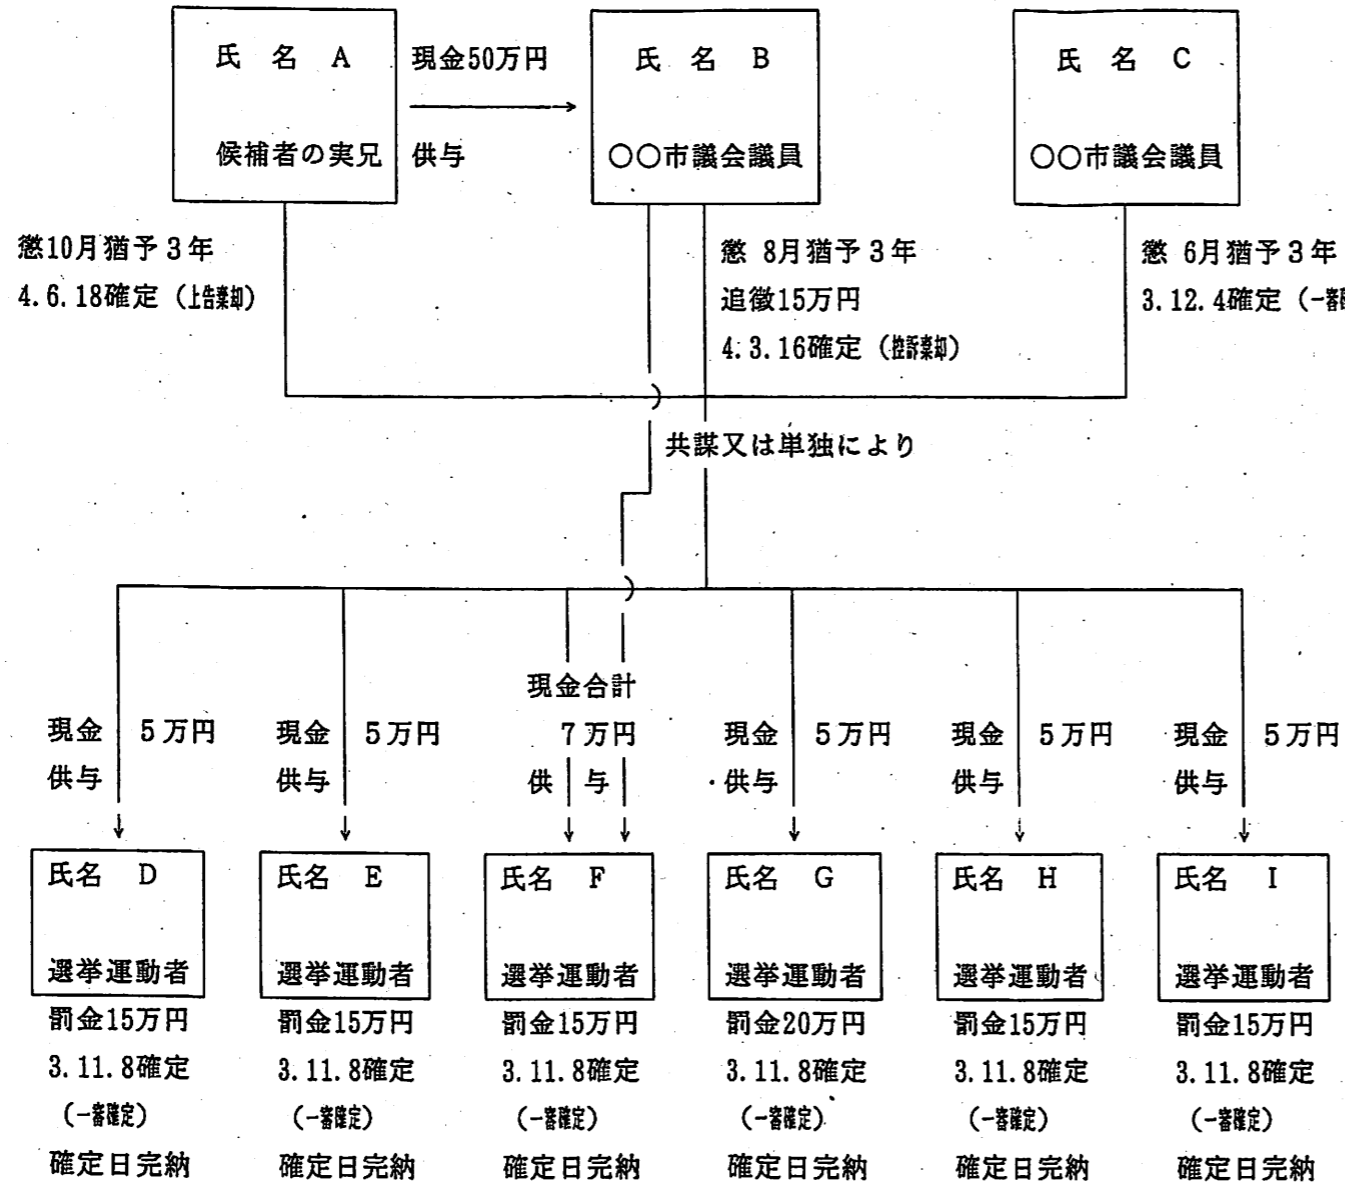 氏 名 A
現金50万円
氏 名 B
氏 名 C
候補者の実兄
供与
〇〇市議会議員
〇〇市議会議員
懲10月猶予3年
4.6.18確定（上告棄却）
懲 8月猶予3年
追徴15万円
4.3.16確定（控訴棄却）
懲 6月猶予3年
3.12.4確定（一審
共謀又は単独により
現金 5万円
供与
現金 5万円
供与
現金合計
7万円
供 与
現金 5万円
供与
現金 5万円
供与
現金 5万円
供与
氏名 D
選挙運動者
罰金15万円
3.11.8確定
（一審確定）
確定日完納
氏名 E
選挙運動者
罰金15万円
3.11.8確定
（一審確定）
確定日完納
氏名 F
選挙運動者
罰金15万円
3.11.8確定
（一審確定）
確定日完納
氏名 G
選挙運動者
罰金20万円
3.11.8確定
（一審確定）
確定日完納
氏名 H
選挙運動者
罰金15万円
3.11.8確定
（一審確定）
確定日完納
氏名 I
選挙運動者
罰金15万円
3.11.8確定
（一審確定）
確定日完納